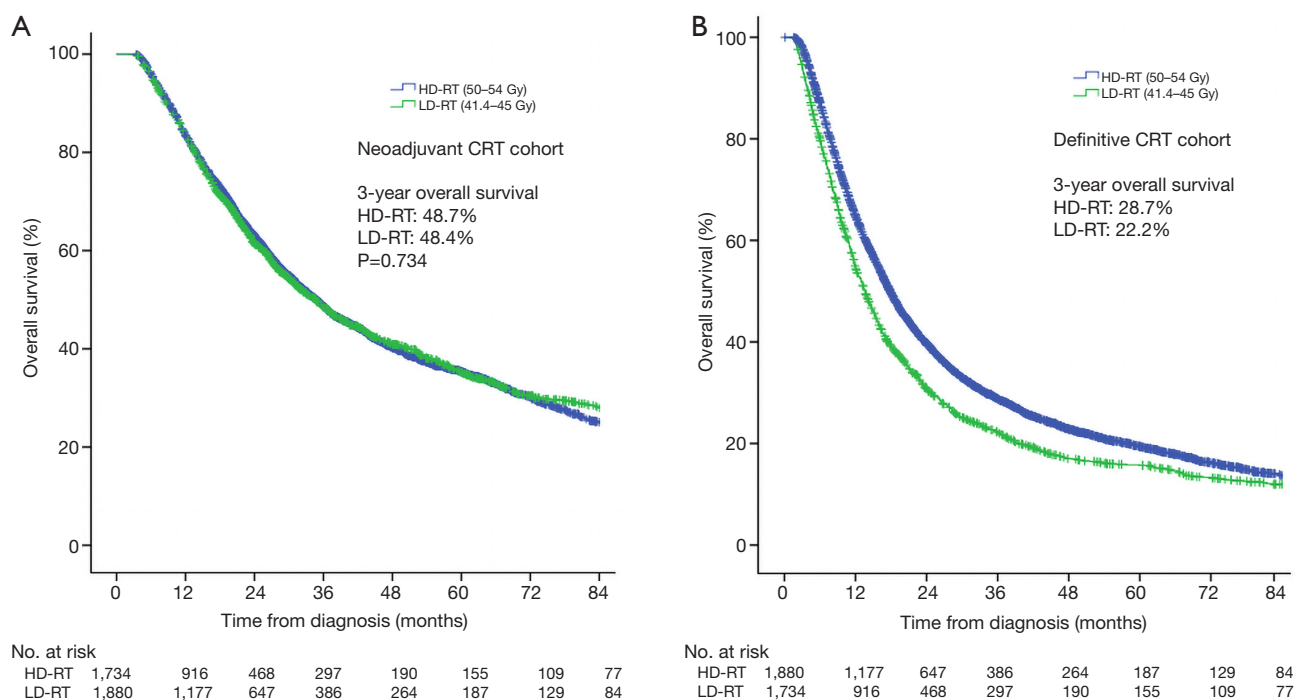 A
100
80
60
40
20
0
Overall survival (%)
HD-RT (50–54 Gy)
LD-RT (41.4–45 Gy)
Neoadjuvant CRT cohort
3-year overall survival
HD-RT: 48.7%
LD-RT: 48.4%
P=0.734
0 12 24 36 48 60 72 84
Time from diagnosis (months)
No. at risk
HD-RT 1,734 916 468 297 190 155 109 77
LD-RT 1,880 1,177 647 386 264 187 129 84
B
100
80
60
40
20
0
Overall survival (%)
HD-RT (50–54 Gy)
LD-RT (41.4–45 Gy)
Definitive CRT cohort
3-year overall survival
HD-RT: 28.7%
LD-RT: 22.2%
0 12 24 36 48 60 72 84
Time from diagnosis (months)
No. at risk
HD-RT 1,880 1,177 647 386 264 187 129 84
LD-RT 1,734 916 468 297 190 155 109 77